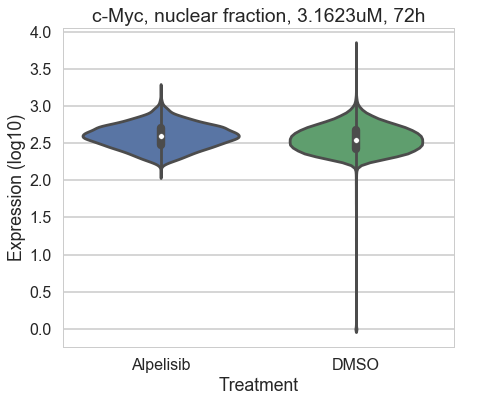 c-Myc, nuclear fraction, 3.1623uM, 72h
4.0
3.5
3.0
2.5
2.0
1.5
1.0
0.5
0.0
Expression (log10)
Alpelisib DMSO
Treatment